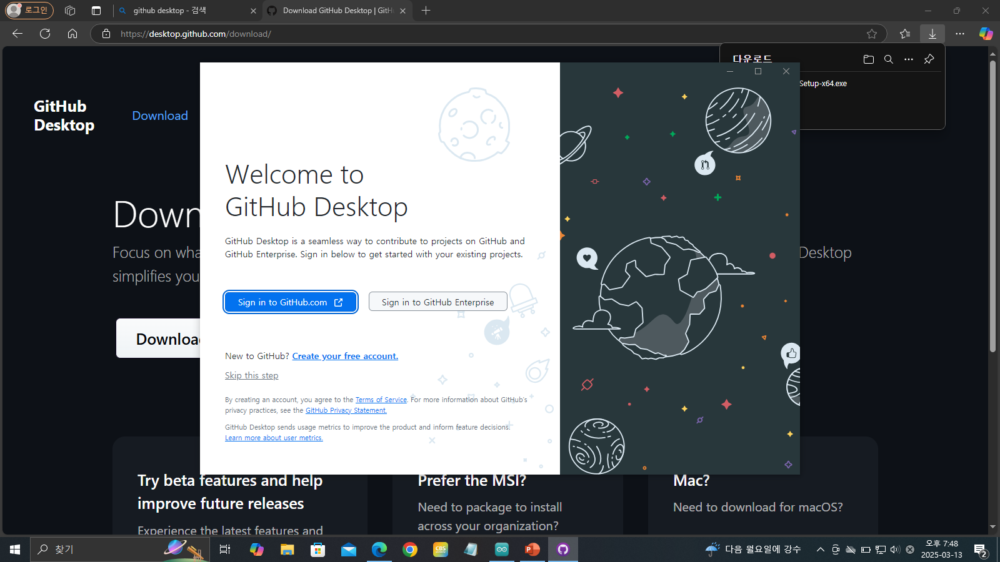 로그인
github desktop - 검색
Download GitHub Desktop | GitH
https://desktop.github.com/download/
다운로드
Setup-x64.exe
GitHub
Desktop
Download
Down
Focus on wha
Desktop
simplifies you
Download
Welcome to
GitHub Desktop
GitHub Desktop is a seamless way to contribute to projects on GitHub and
GitHub Enterprise. Sign in below to get started with your existing projects.
Sign in to GitHub.com
Sign in to GitHub Enterprise
New to GitHub? Create your free account.
Skip this step
By creating an account, you agree to the Terms of Service. For more information about GitHub's
privacy practices, see the GitHub Privacy Statement.
GitHub Desktop sends usage metrics to improve the product and inform feature decisions.
Learn more about user metrics.
Try beta features and help
improve future releases
Experience the latest features and
Prefer the MSI?
Need to package to install
across your organization?
Mac?
Need to download for macOS?
찾기
CBS
다음 월요일에 강수
오후 7:48
2025-03-13
2